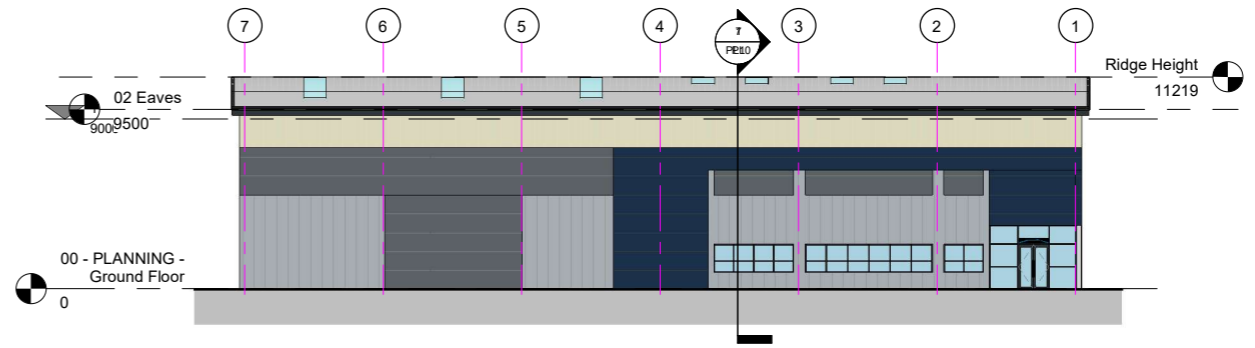 7
6
5
4
3
2
1
Ridge Height
11219
02 Eaves
9500
00 - PLANNING -
Ground Floor
0